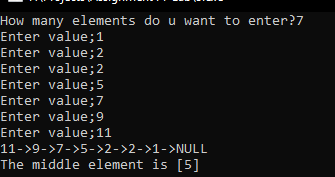 How many elements do u want to enter?7
Enter value;1
Enter value;2
Enter value;2
Enter value;5
Enter value;7
Enter value;9
Enter value;11
11->9->7->5->2->2->1->NULL
The middle element is [5]